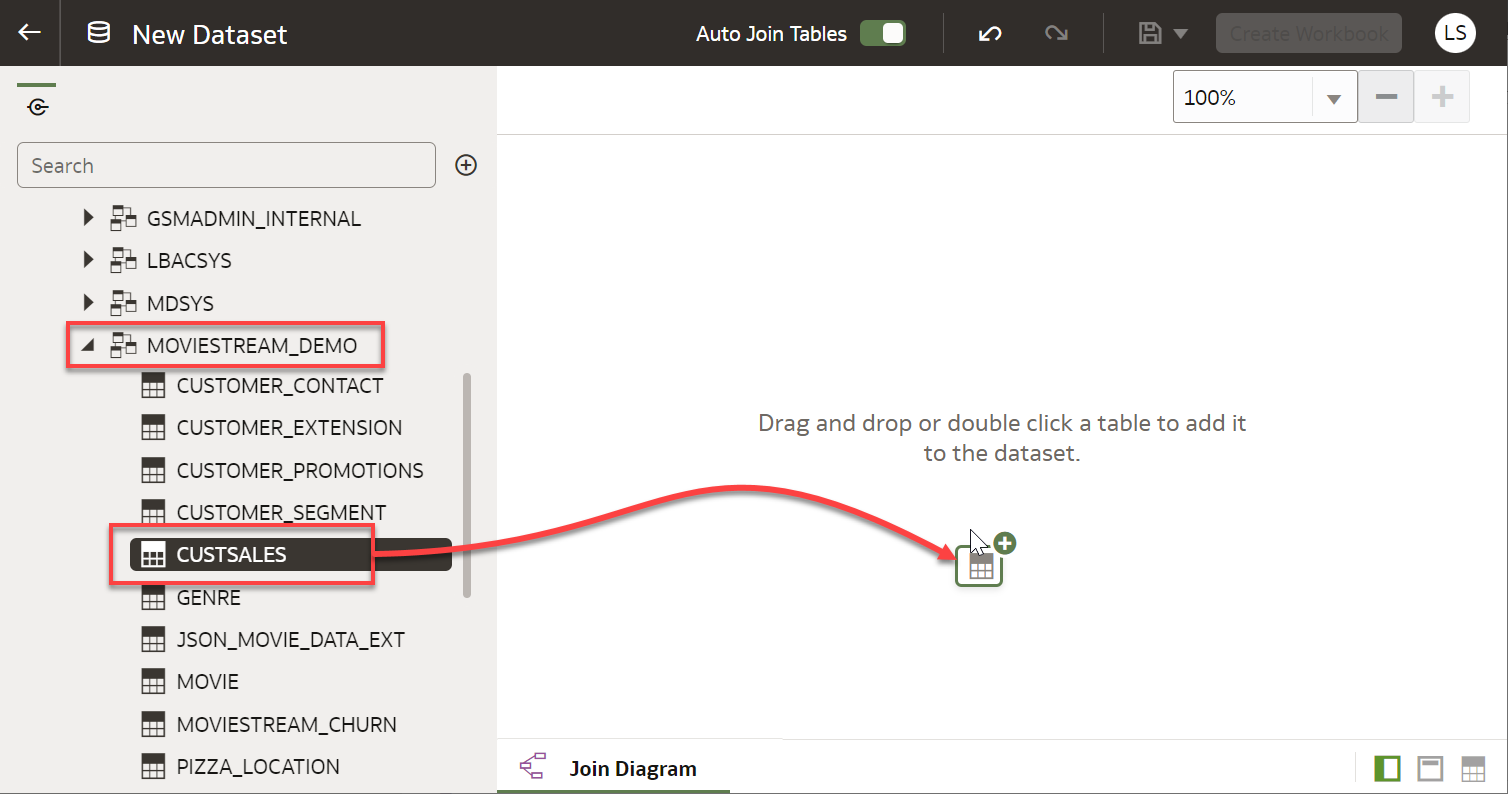 New Dataset
Auto Join Tables
Create Workbook
LS
100%
Search
GSMADMIN_INTERNAL
LBACSYS
MDSYS
MOVIESTREAM_DEMO
CUSTOMER_CONTACT
CUSTOMER_EXTENSION
CUSTOMER_PROMOTIONS
CUSTOMER_SEGMENT
CUSTSALES
GENRE
JSON_MOVIE_DATA_EXT
MOVIE
MOVIESTREAM_CHURN
PIZZA_LOCATION
Drag and drop or double click a table to add it
to the dataset.
Join Diagram